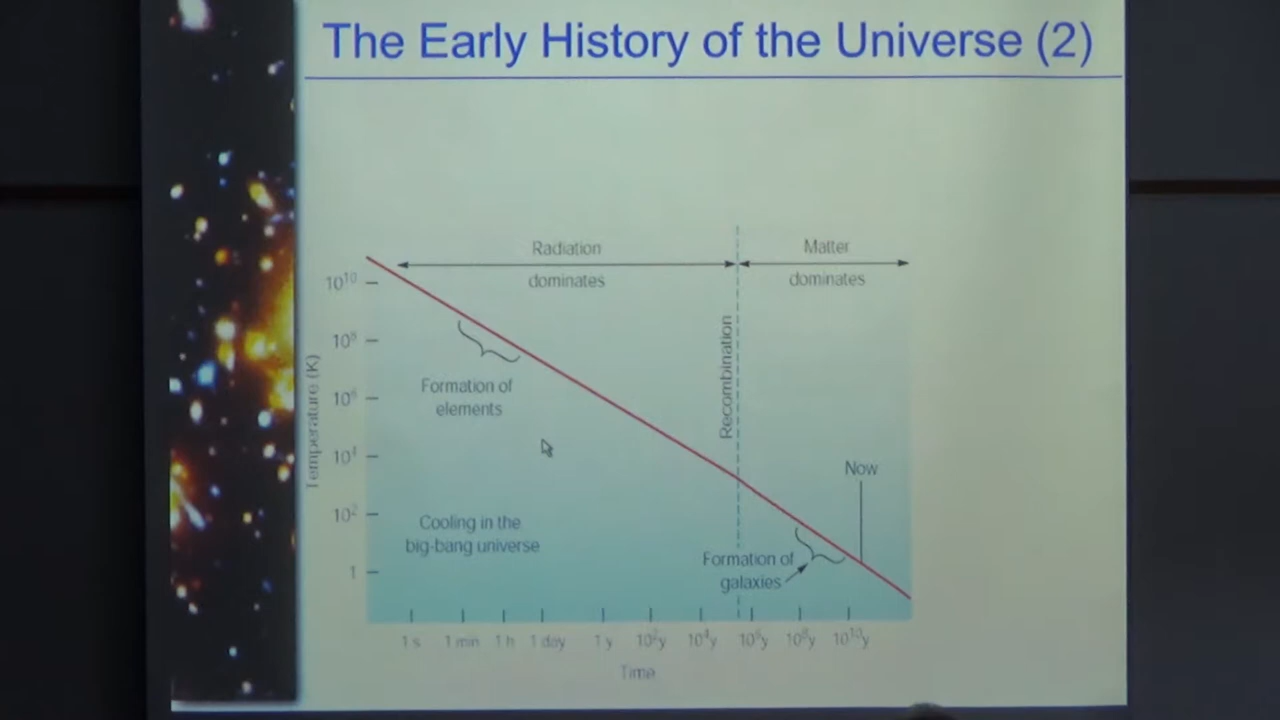 The Early History of the Universe (2)
Radiation
dominates
Matter
dominates
10¹⁰
10⁸
10⁶
10⁴
10²
1
Temperature (K)
Formation of
elements
Recombination
Now
Cooling in the
big-bang universe
Formation of
galaxies
1 s
1 min
1 h
1 day
1 y
10²y
10⁴y
10⁶y
10⁸y
10¹⁰y
Time